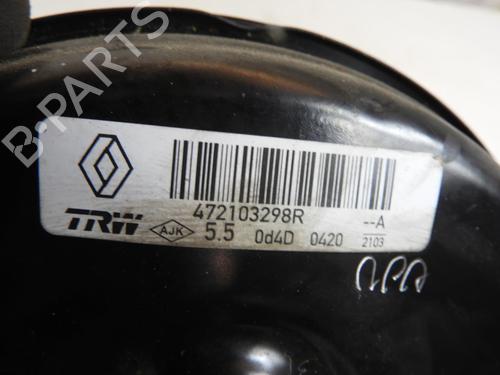 B-PARTS
472103298R
--A
TRW
AJK
5.5 0d4D 0420
2103